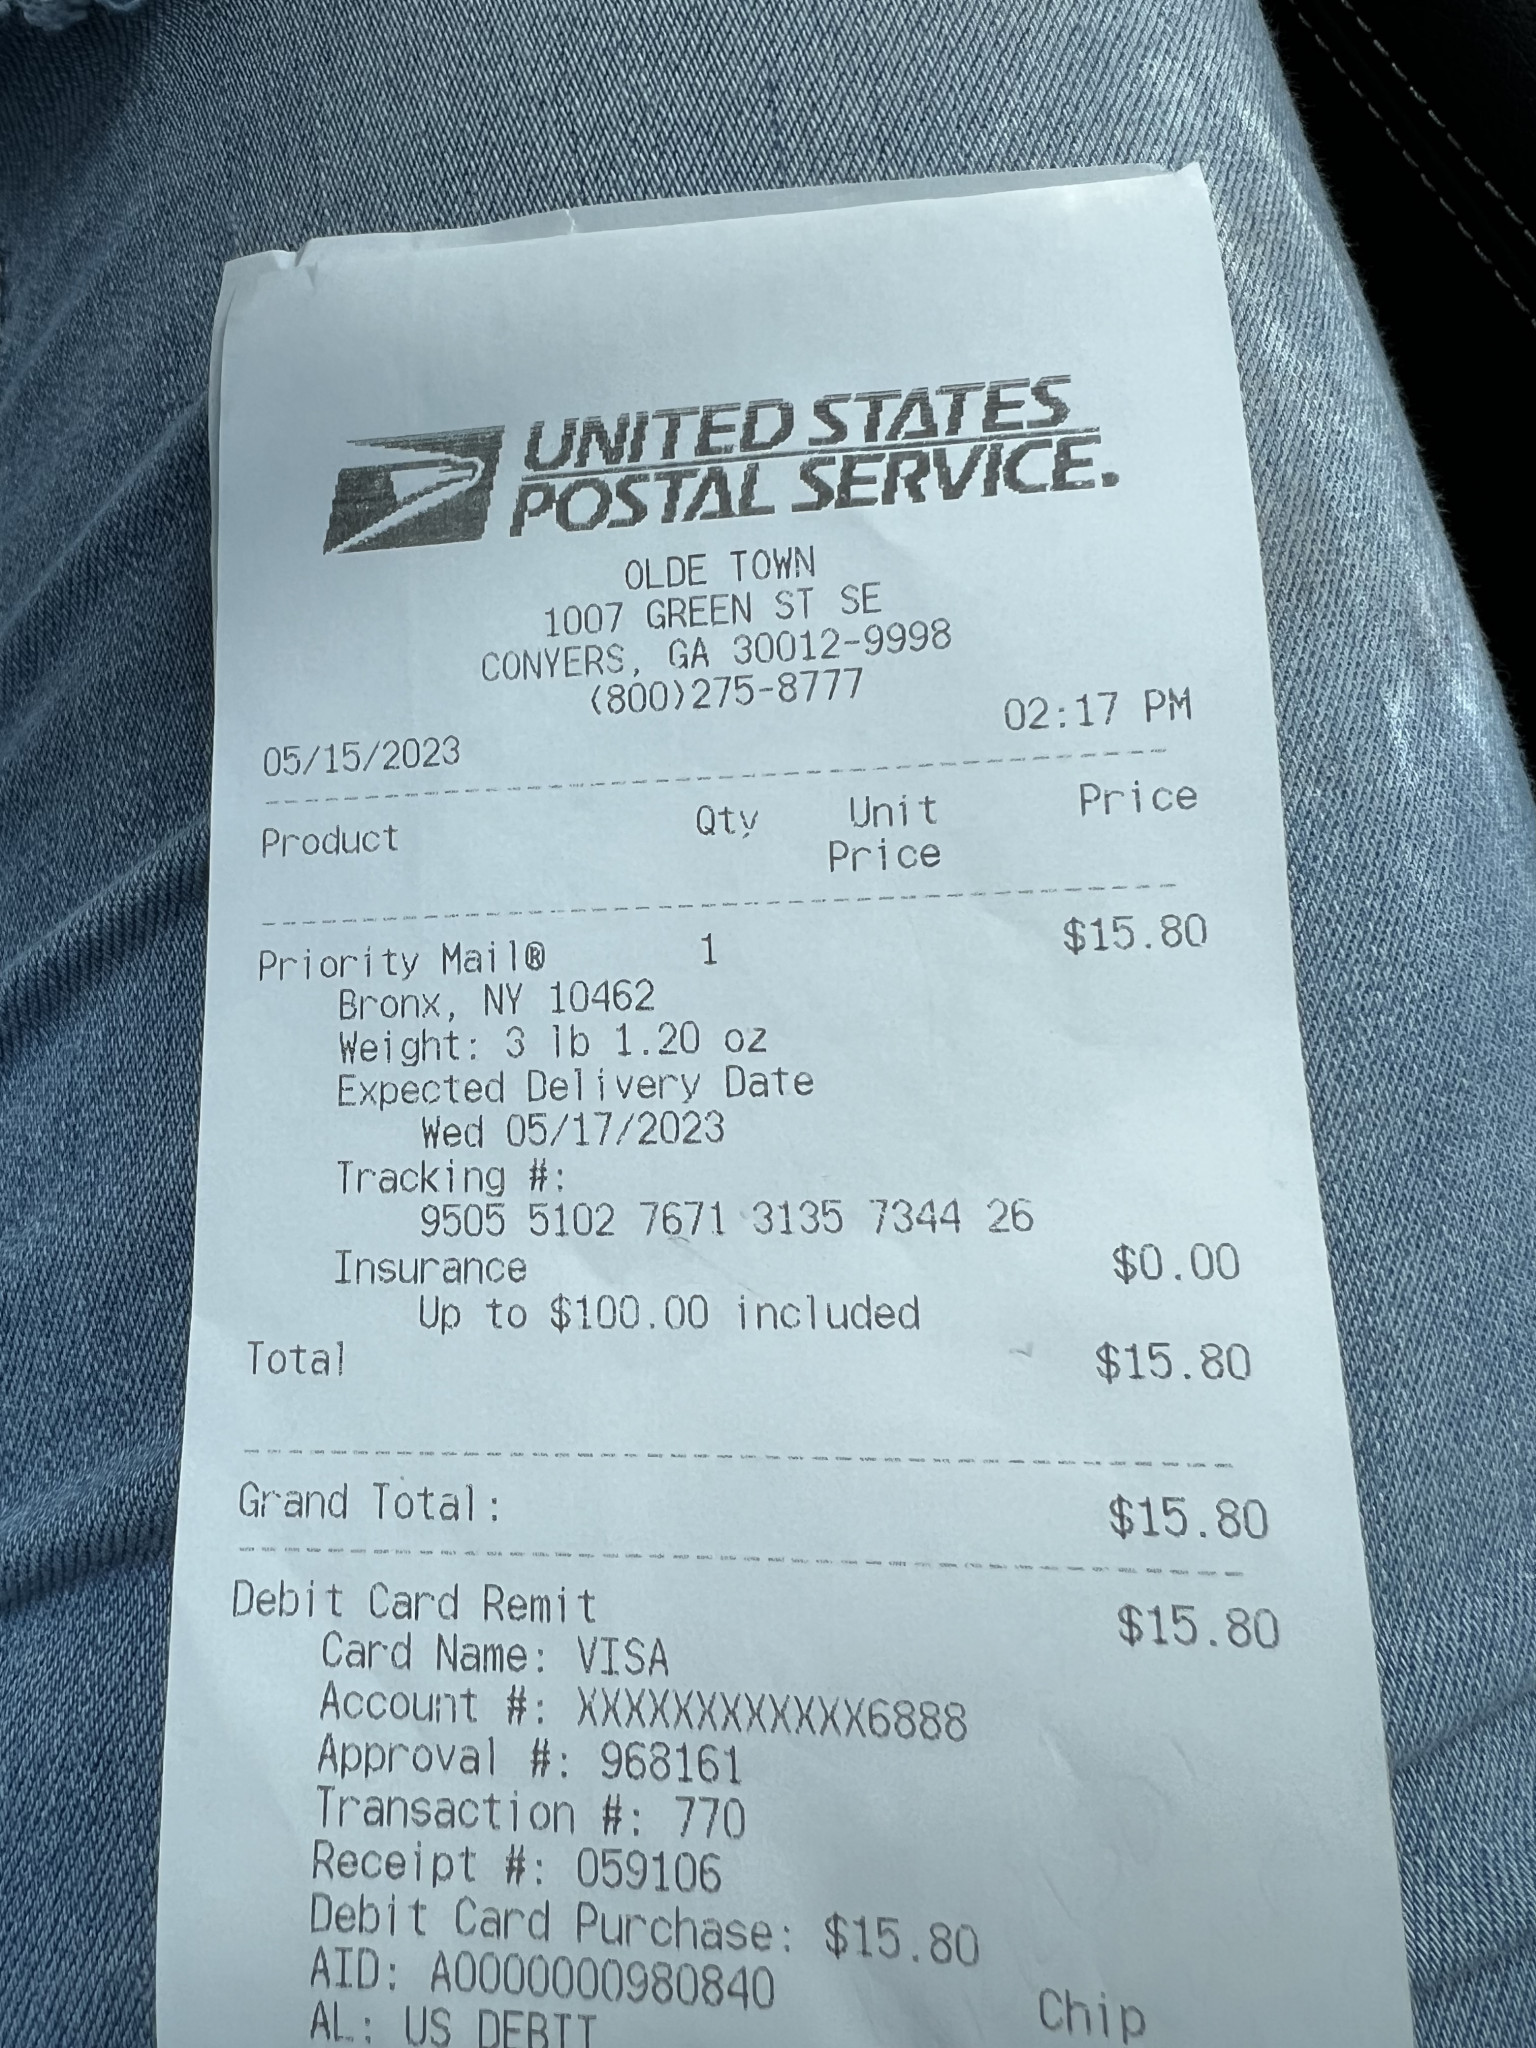 UNITED STATES
POSTAL SERVICE.
OLDE TOWN
1007 GREEN ST SE
CONYERS, GA 30012-9998
(800)275-8777
05/15/2023 02:17 PM
Product Qty Unit Price
Price
Priority Mail® 1 $15.80
Bronx, NY 10462
Weight: 3 lb 1.20 oz
Expected Delivery Date
Wed 05/17/2023
Tracking #:
9505 5102 7671 3135 7344 26
Insurance $0.00
Up to $100.00 included
Total $15.80
Grand Total: $15.80
Debit Card Remit $15.80
Card Name: VISA
Account #: XXXXXXXXXXXX6888
Approval #: 968161
Transaction #: 770
Receipt #: 059106
Debit Card Purchase: $15.80
AID: A0000000980840 Chip
AL: US DEBIT